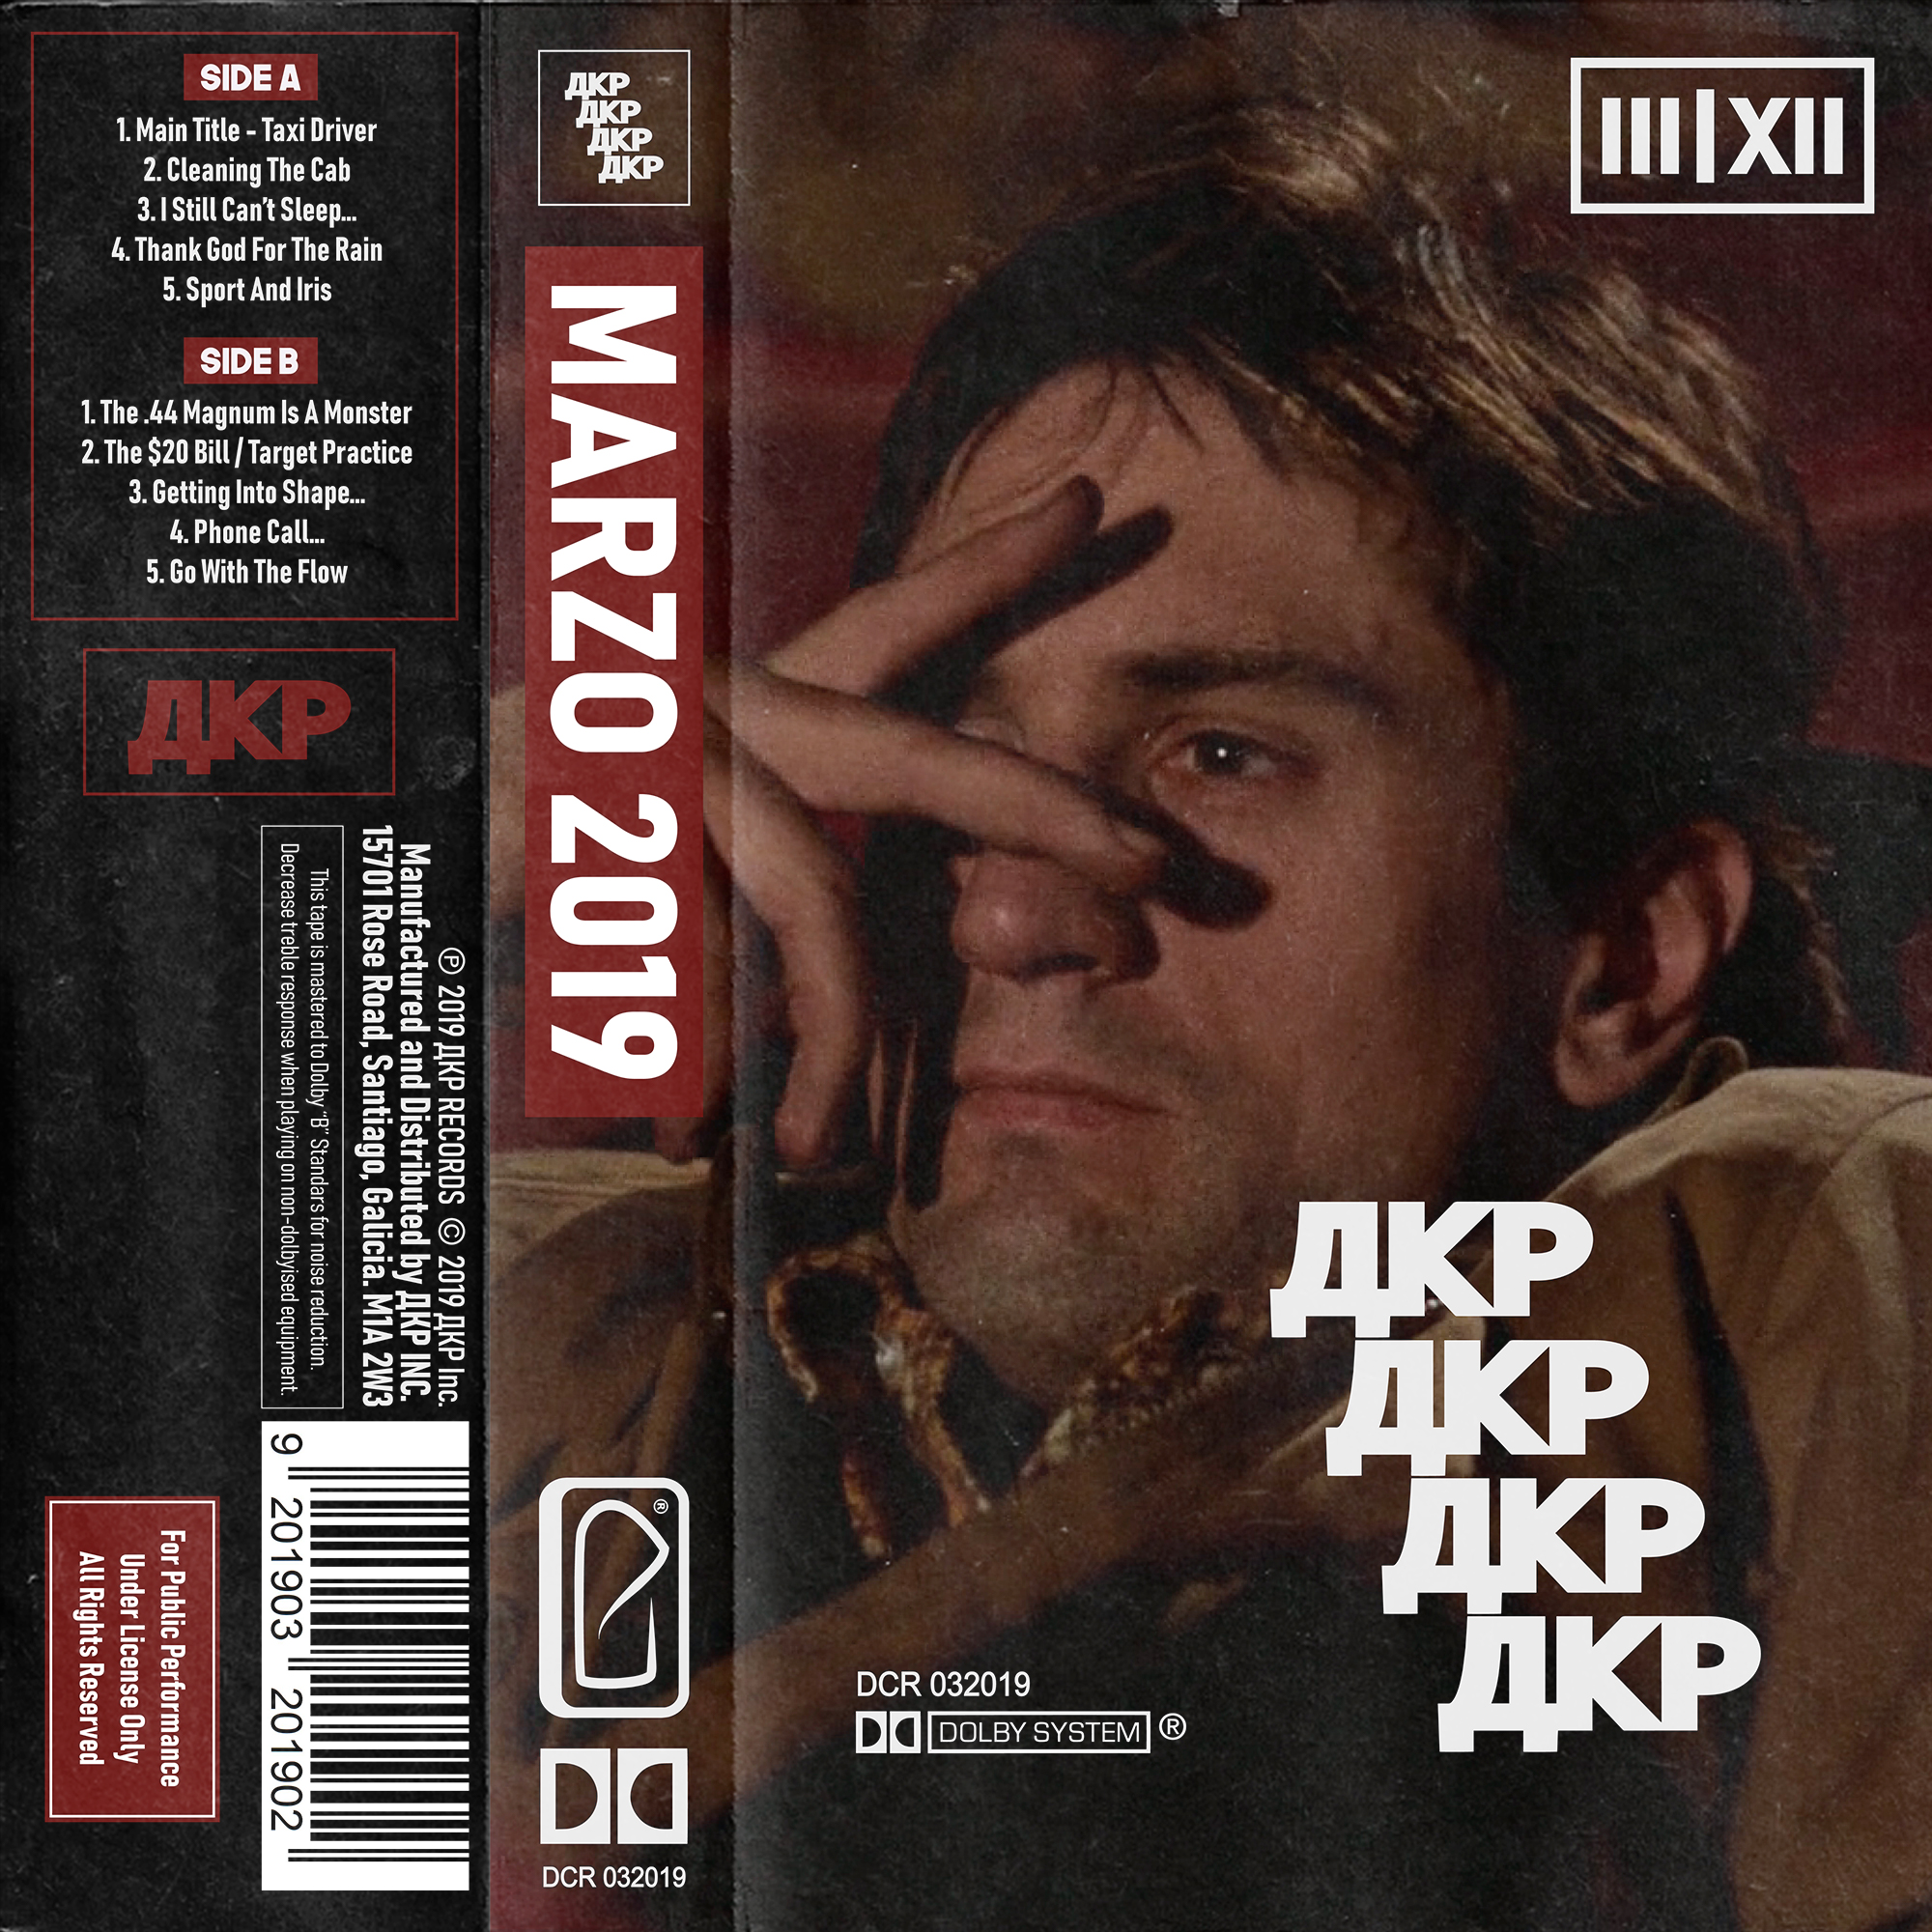 SIDE A
1. Main Title - Taxi Driver
2. Cleaning The Cab
3. I Still Can't Sleep...
4. Thank God For The Rain
5. Sport And Iris
SIDE B
1. The .44 Magnum Is A Monster
2. The $20 Bill / Target Practice
3. Getting Into Shape...
4. Phone Call...
5. Go With The Flow
ДКР
Ⓟ 2019 ДКР RECORDS © 2019 ДКР Inc.
Manufactured and Distributed by ДКР INC.
15701 Rose Road, Santiago, Galicia. M1A 2W3
This tape is mastered to Dolby "B" Standars for noise reduction.
Decrease treble response when playing on non-dolbyised equipment.
9 201903 201902
For Public Performance
Under License Only
All Rights Reserved
ДКР
ДКР
ДКР
ДКР
MARZO 2019
®
DCR 032019
III|XII
ДКР
ДКР
ДКР
ДКР
DCR 032019
DOLBY SYSTEM ®